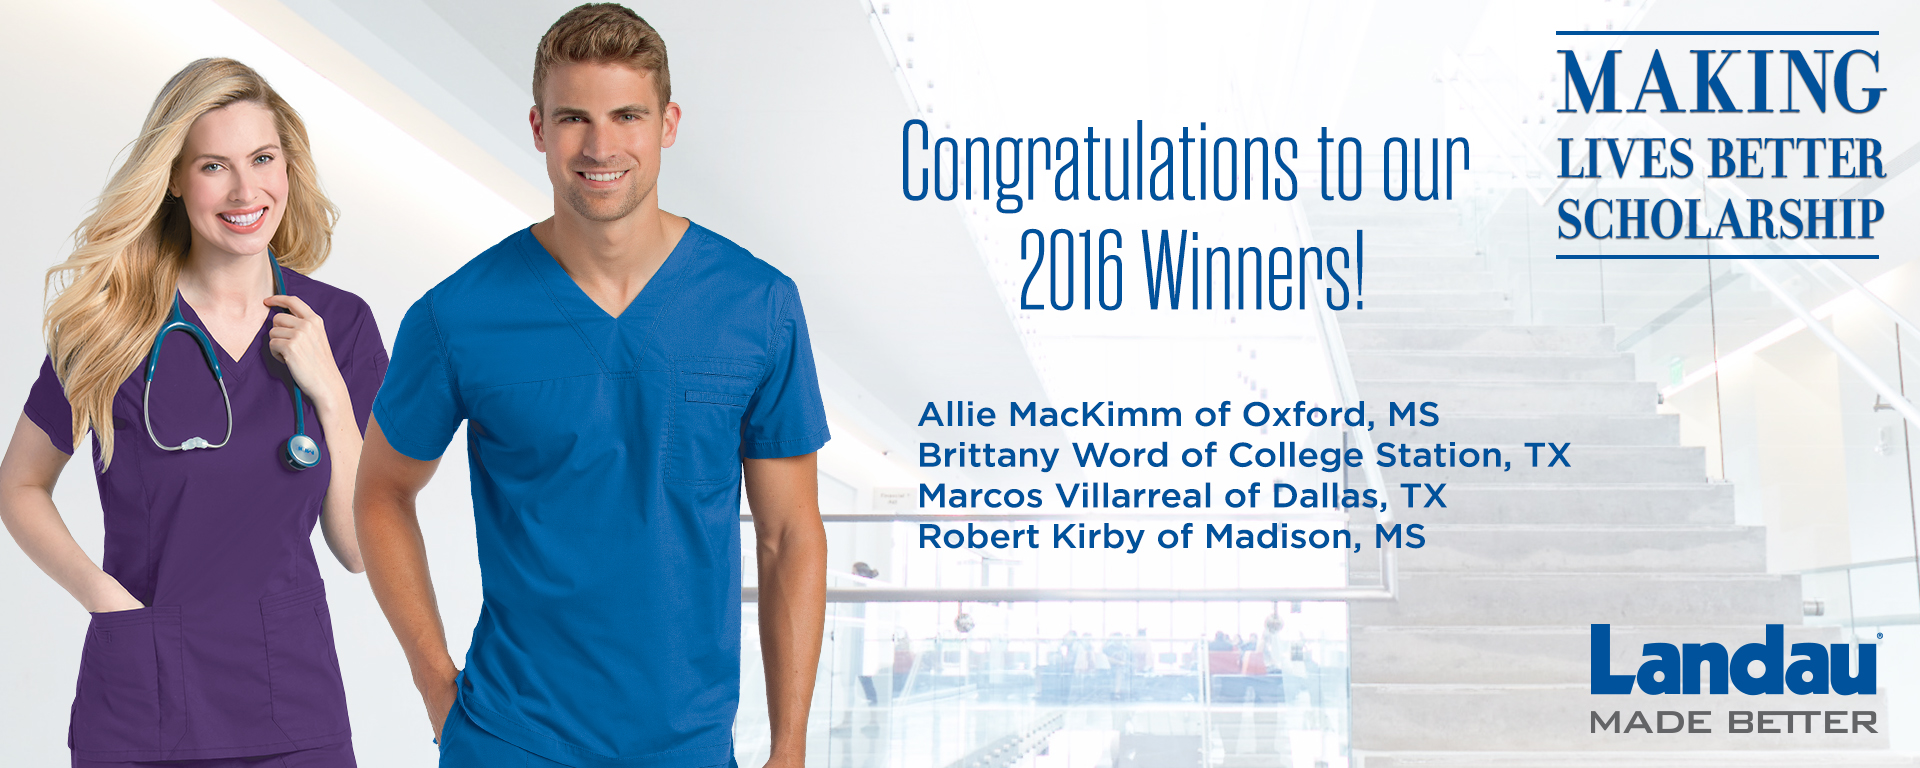 Congratulations to our
2016 Winners!
MAKING
LIVES BETTER
SCHOLARSHIP
Allie MacKimm of Oxford, MS
Brittany Word of College Station, TX
Marcos Villarreal of Dallas, TX
Robert Kirby of Madison, MS
Landau®
MADE BETTER